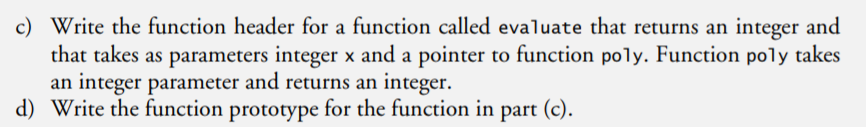 c) Write the function header for a function called evaluate that returns an integer and
that takes as parameters integer x and a pointer to function poly. Function poly takes
an integer parameter and returns an integer.
d) Write the function prototype for the function in part (c).